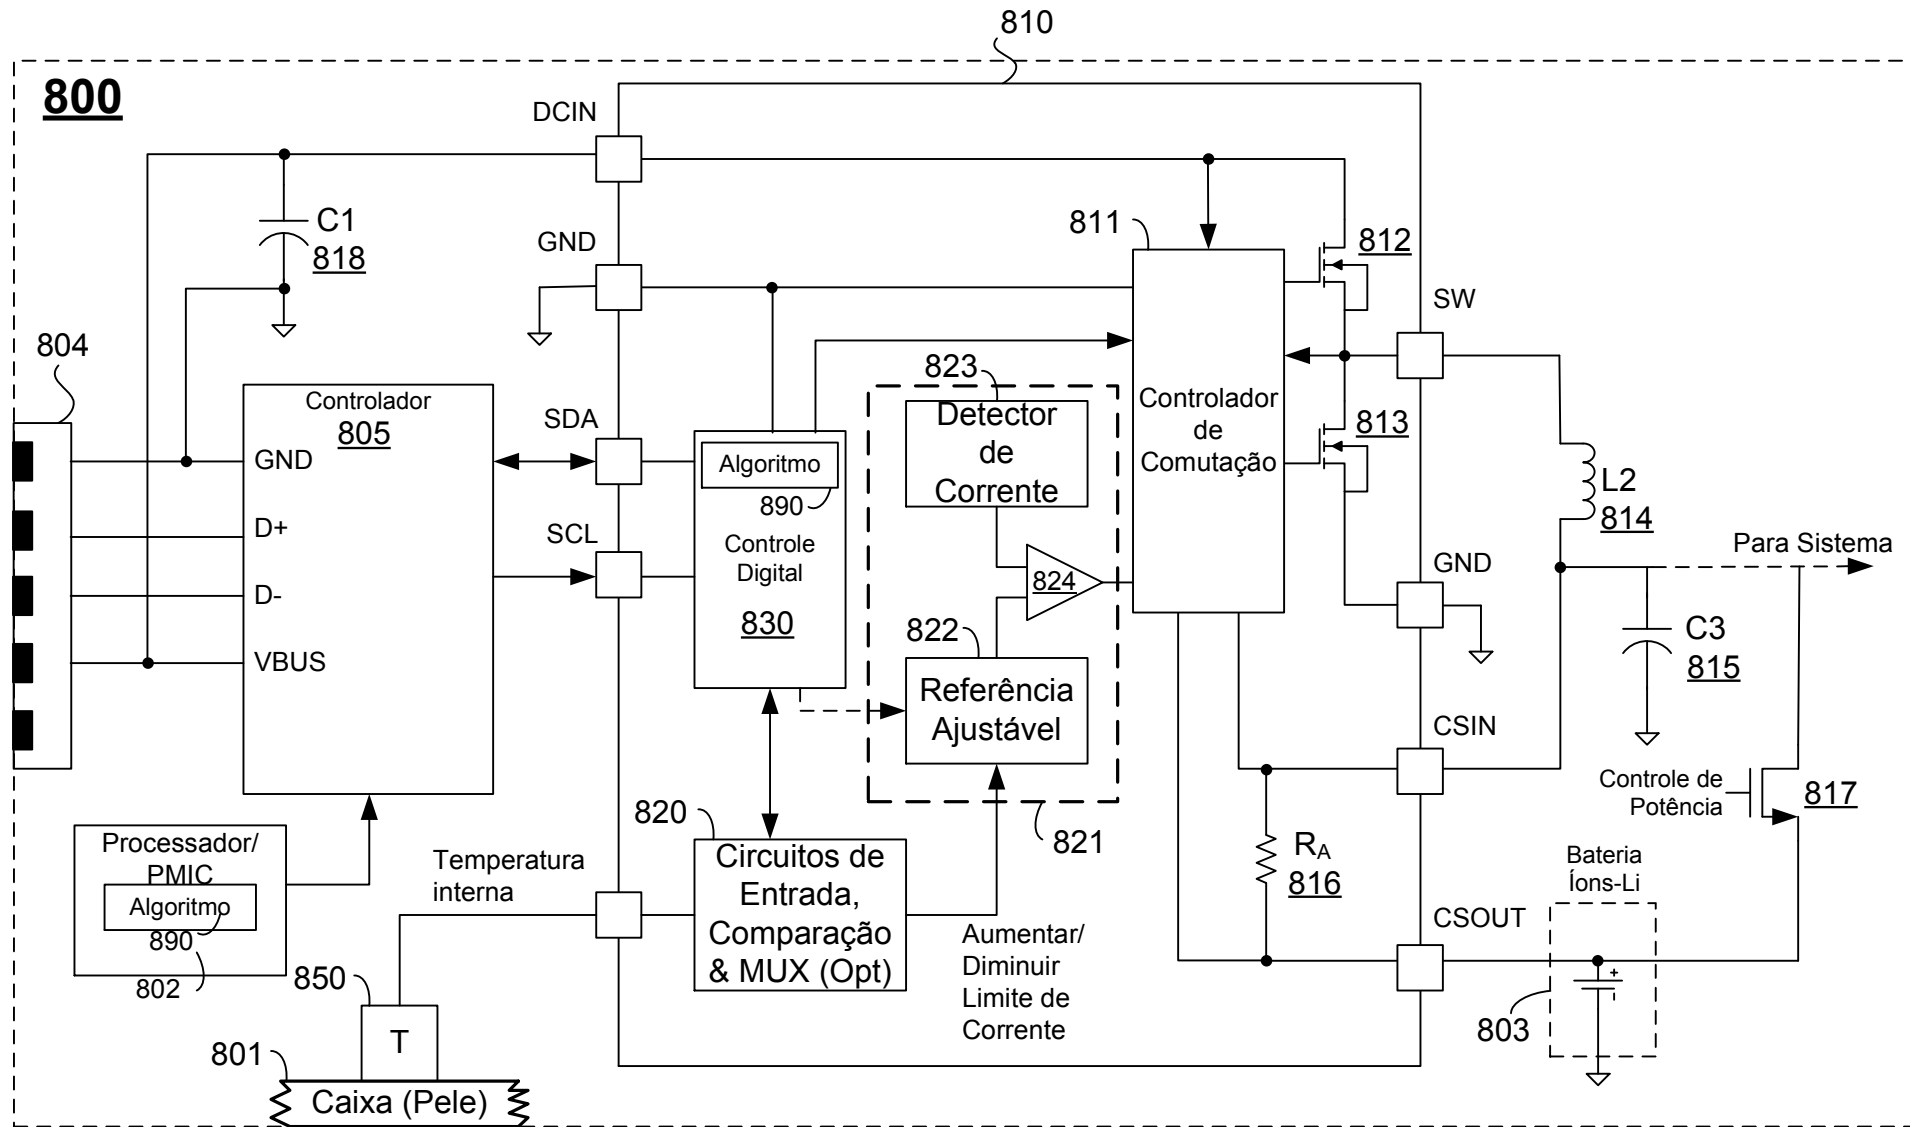 810
800
DCIN
C1
818
GND
811
812
SW
804
Controlador
805
GND
D+
D-
VBUS
SDA
SCL
Algoritmo
890
Controle
Digital
830
823
Detector
de
Corrente
824
822
Referência
Ajustável
821
Controlador
de
Comutação
813
L2
814
Para Sistema
GND
C3
815
CSIN
Controle de
Potência
817
Processador/
PMIC
Algoritmo
890
802
Temperatura
interna
820
Circuitos de
Entrada,
Comparação
& MUX (Opt)
Aumentar/
Diminuir
Limite de
Corrente
RA
816
CSOUT
Bateria
Íons-Li
+
-
803
850
T
801
Caixa (Pele)